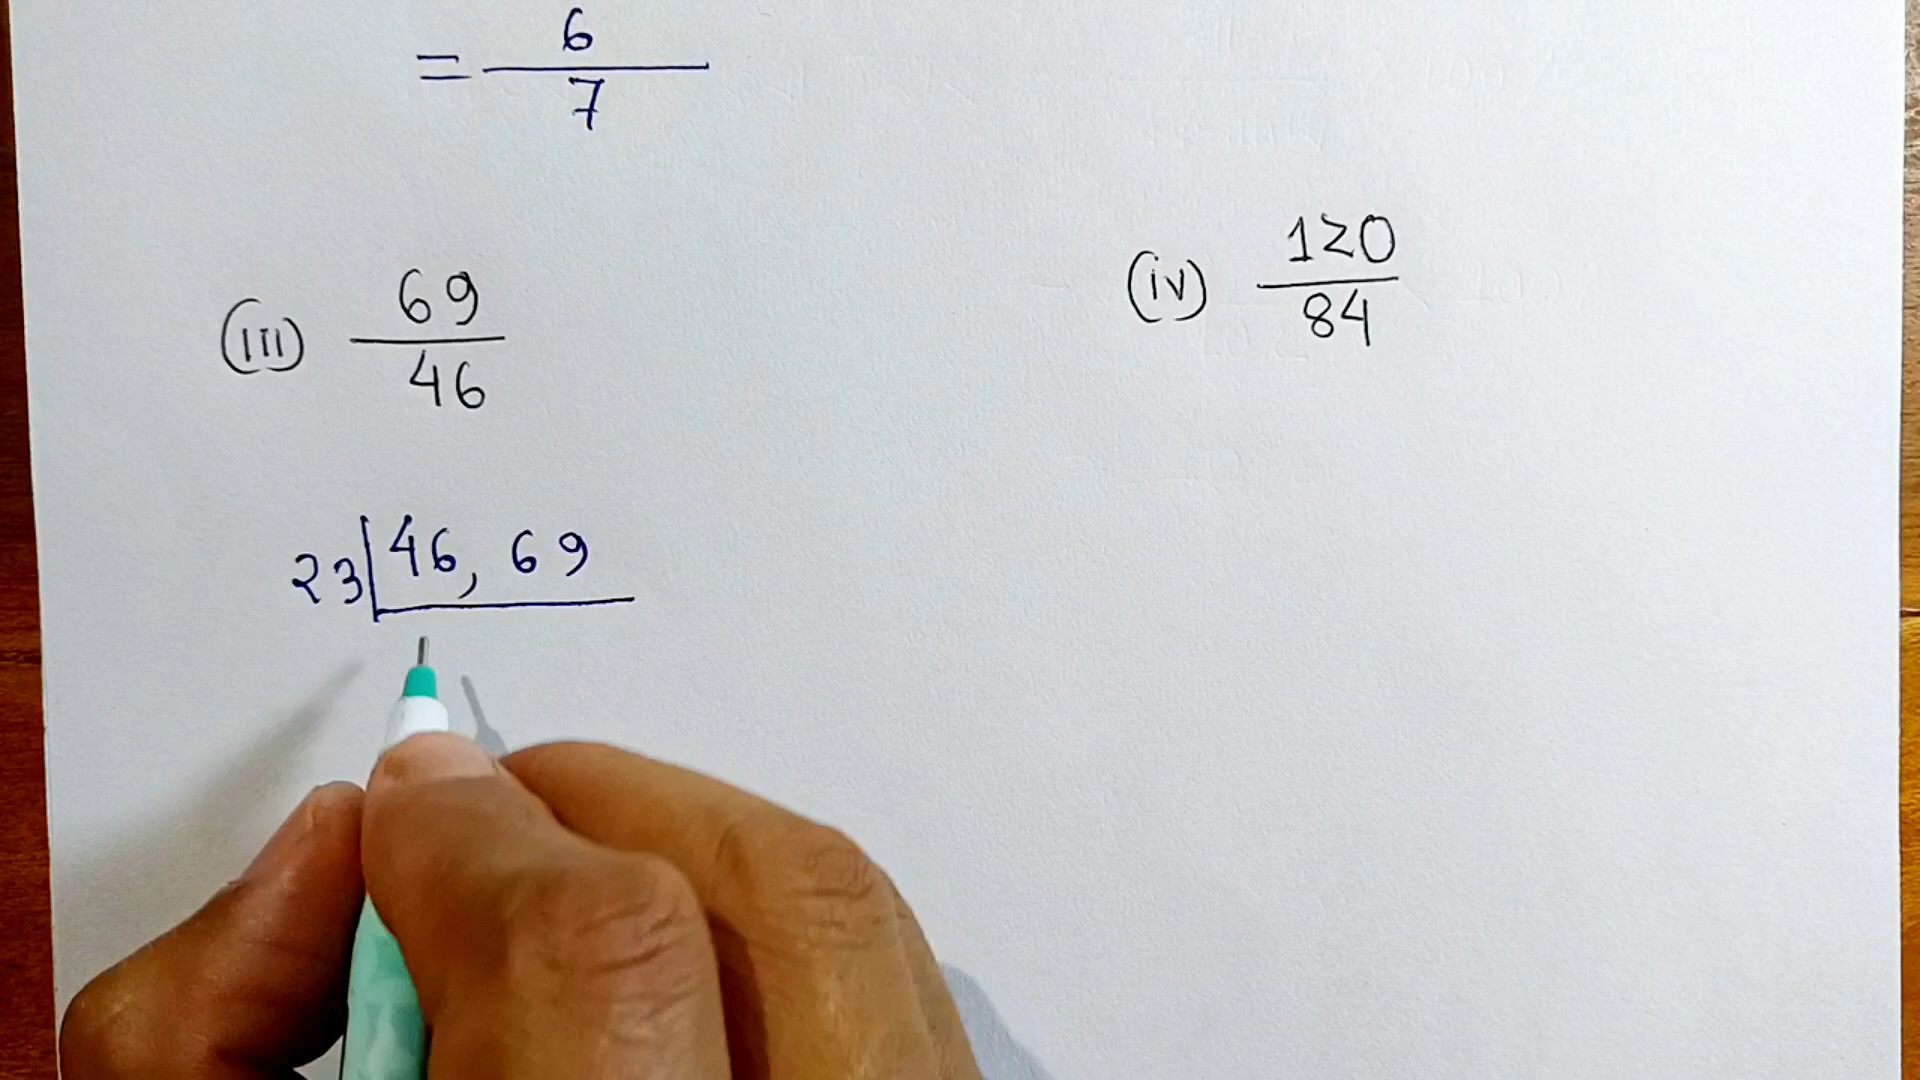 = 6/7
(iii) 69/46
(iv) 120/84
23 | 46, 69